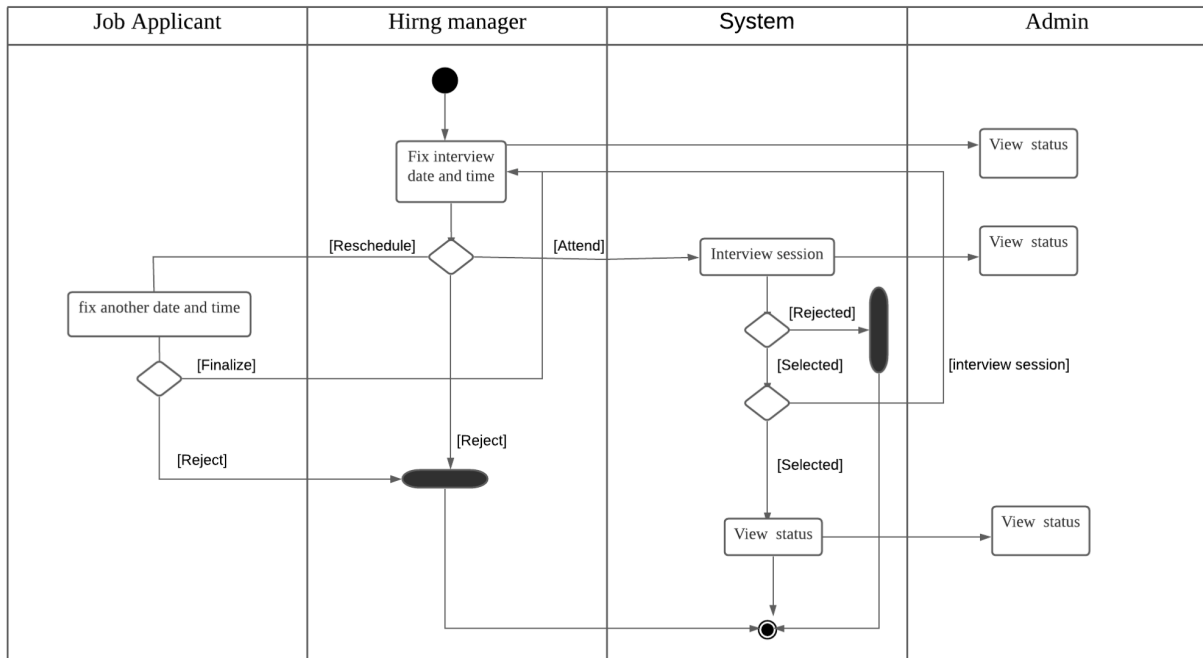 Job Applicant
Hirng manager
System
Admin
Fix interview
date and time
View status
[Reschedule]
[Attend]
Interview session
View status
fix another date and time
[Rejected]
[Finalize]
[Selected]
[interview session]
[Reject]
[Reject]
[Selected]
View status
View status